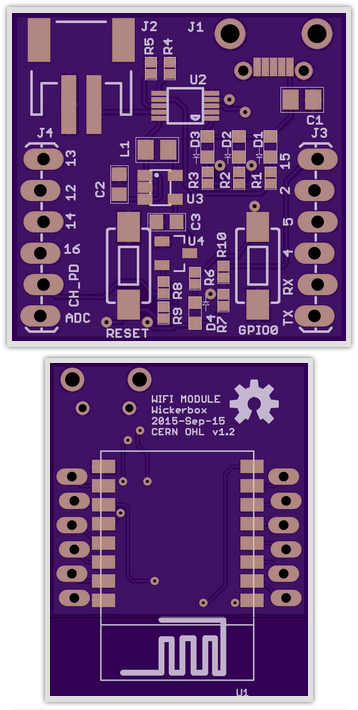 J2
J1
R5
R4
U2
C1
J4
J3
D3
D2
D1
L1
13
15
C2
R3
R2
R1
12
2
U3
14
C3
5
U4
R10
16
4
CH_PD
R6
R8
RX
ADC
R9
D4
R7
TX
RESET
GPIO0
WIFI MODULE
Wickerbox
2015-Sep-15
CERN OHL v1.2
U1